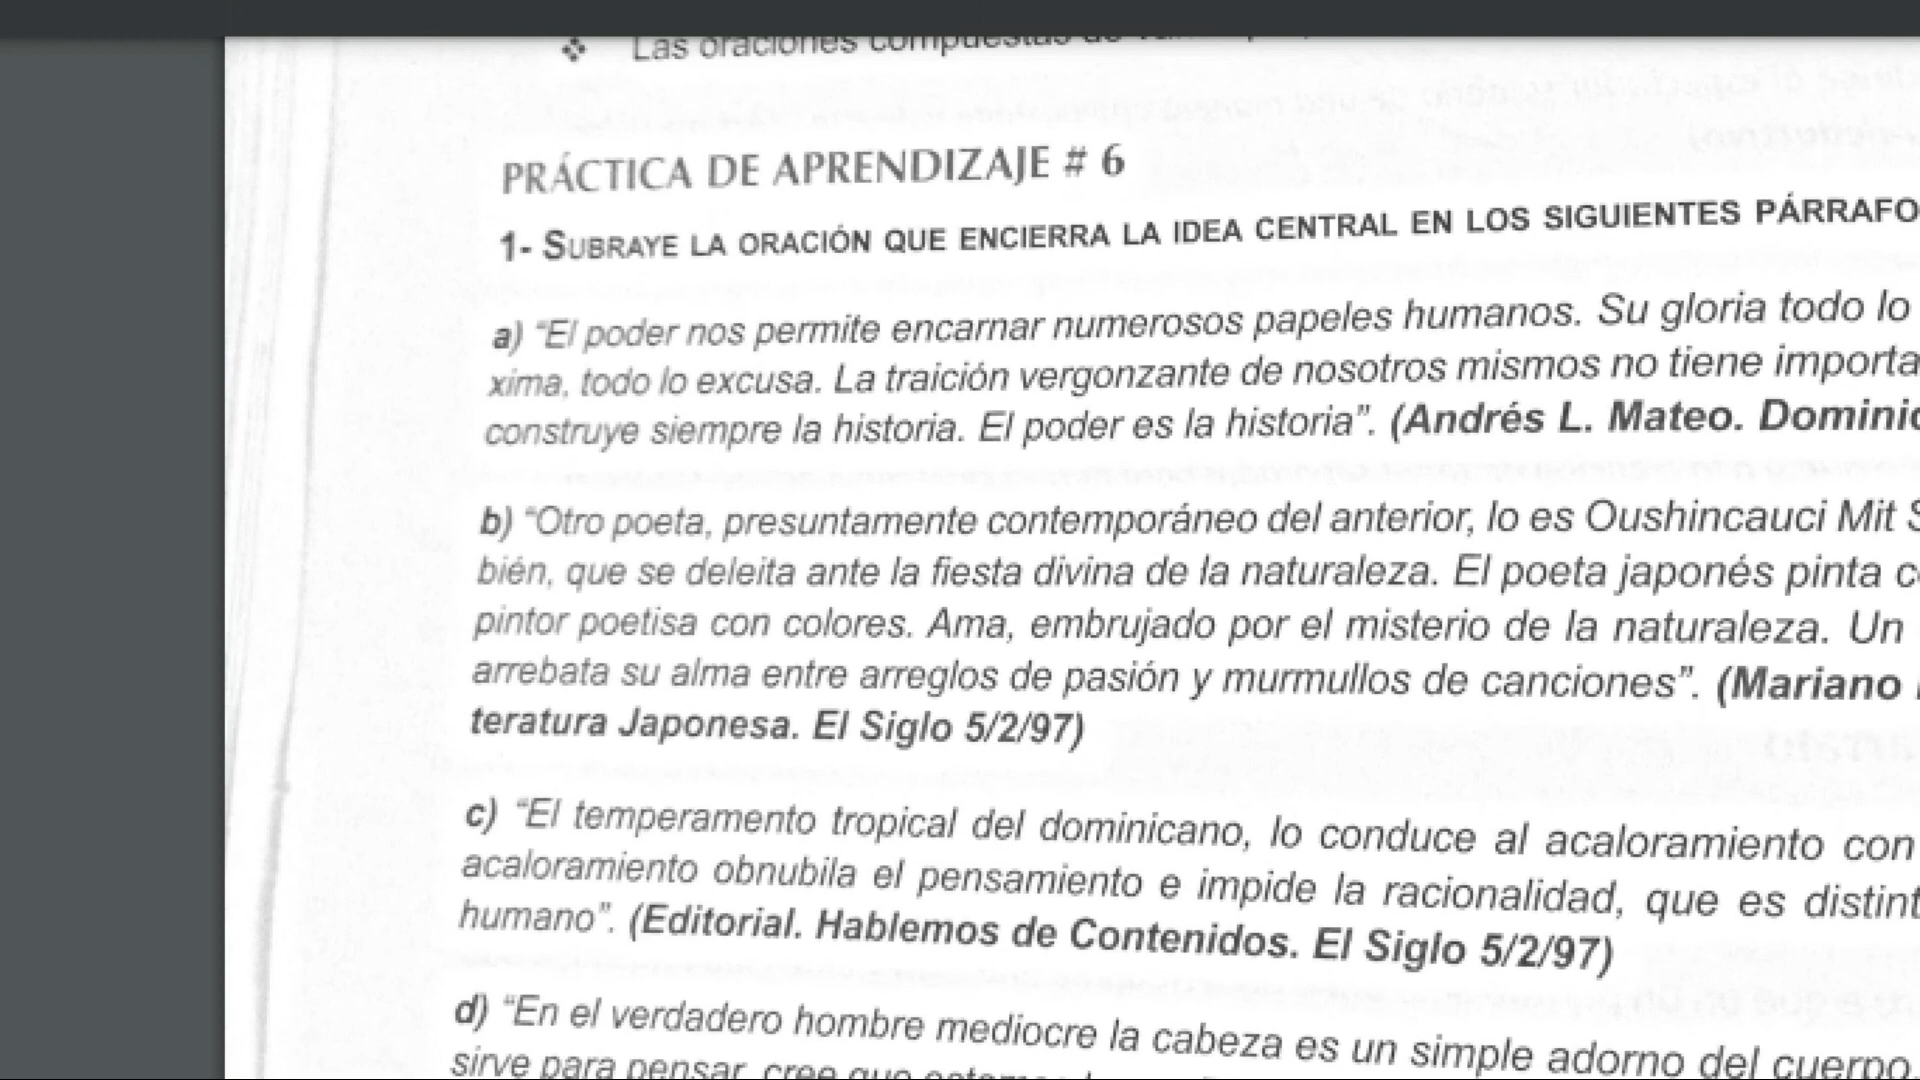 ❖ Las oraciones compuestas de
PRÁCTICA DE APRENDIZAJE # 6
1- SUBRAYE LA ORACIÓN QUE ENCIERRA LA IDEA CENTRAL EN LOS SIGUIENTES PÁRRAFO
a) “El poder nos permite encarnar numerosos papeles humanos. Su gloria todo lo
xima, todo lo excusa. La traición vergonzante de nosotros mismos no tiene importa
construye siempre la historia. El poder es la historia”. (Andrés L. Mateo. Dominic
b) “Otro poeta, presuntamente contemporáneo del anterior, lo es Oushincauci Mit S
bién, que se deleita ante la fiesta divina de la naturaleza. El poeta japonés pinta c
pintor poetisa con colores. Ama, embrujado por el misterio de la naturaleza. Un
arrebata su alma entre arreglos de pasión y murmullos de canciones”. (Mariano
teratura Japonesa. El Siglo 5/2/97)
c) “El temperamento tropical del dominicano, lo conduce al acaloramiento con
acaloramiento obnubila el pensamiento e impide la racionalidad, que es distint
humano”. (Editorial. Hablemos de Contenidos. El Siglo 5/2/97)
d) “En el verdadero hombre mediocre la cabeza es un simple adorno del cuerpo.
sirve para pensar, cree que